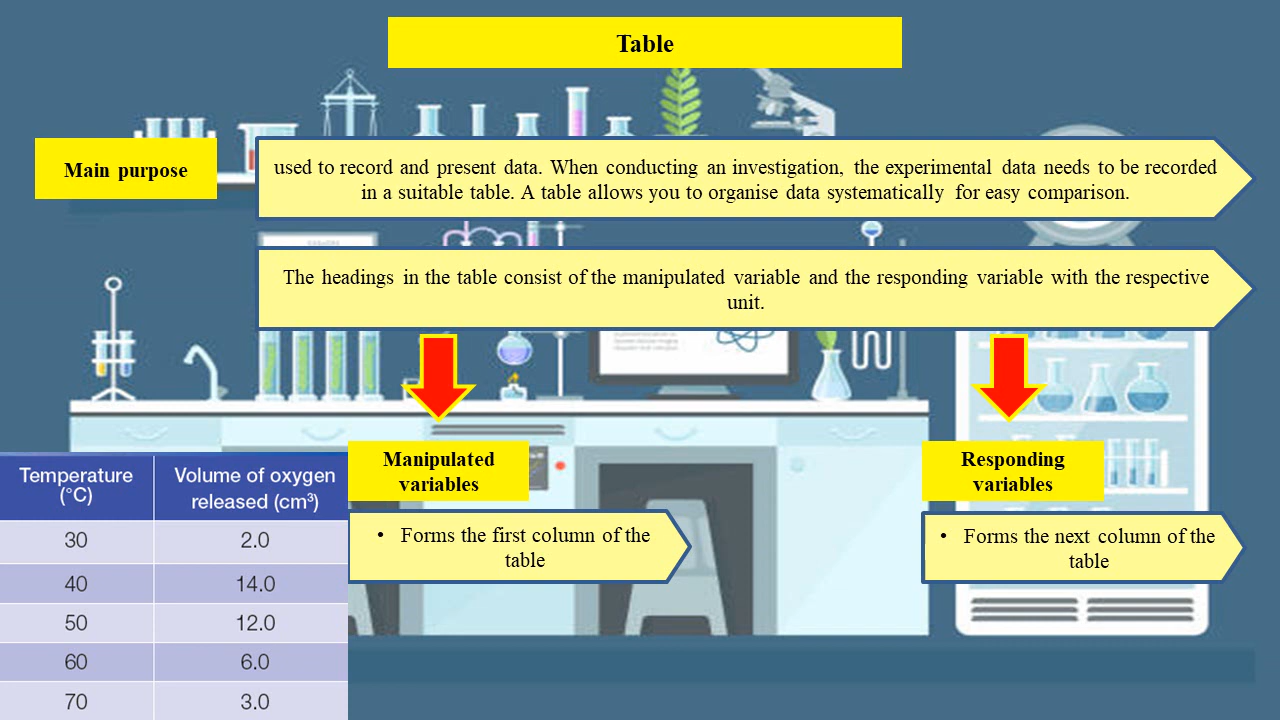 Table
Main purpose
used to record and present data. When conducting an investigation, the experimental data needs to be recorded
in a suitable table. A table allows you to organise data systematically for easy comparison.
The headings in the table consist of the manipulated variable and the responding variable with the respective
unit.
Manipulated
variables
• Forms the first column of the
table
Responding
variables
• Forms the next column of the
table
Temperature
(°C)
Volume of oxygen
released (cm³)
30 2.0
40 14.0
50 12.0
60 6.0
70 3.0